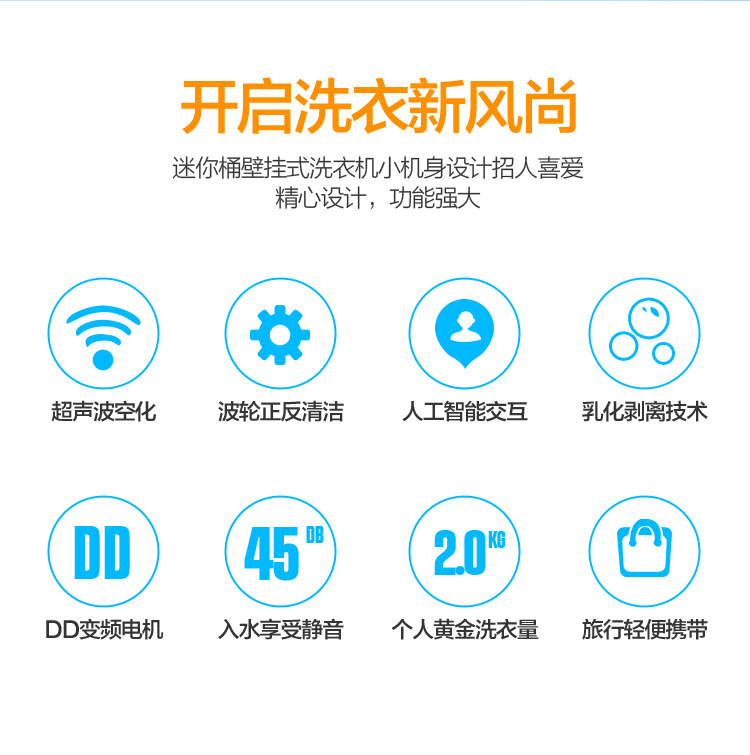 开启洗衣新风尚
迷你桶壁挂式洗衣机小机身设计招人喜爱
精心设计，功能强大
超声波空化
波轮正反清洁
人工智能交互
乳化剥离技术
DD
45 DB
2.0 KG
DD变频电机
入水享受静音
个人黄金洗衣量
旅行轻便携带